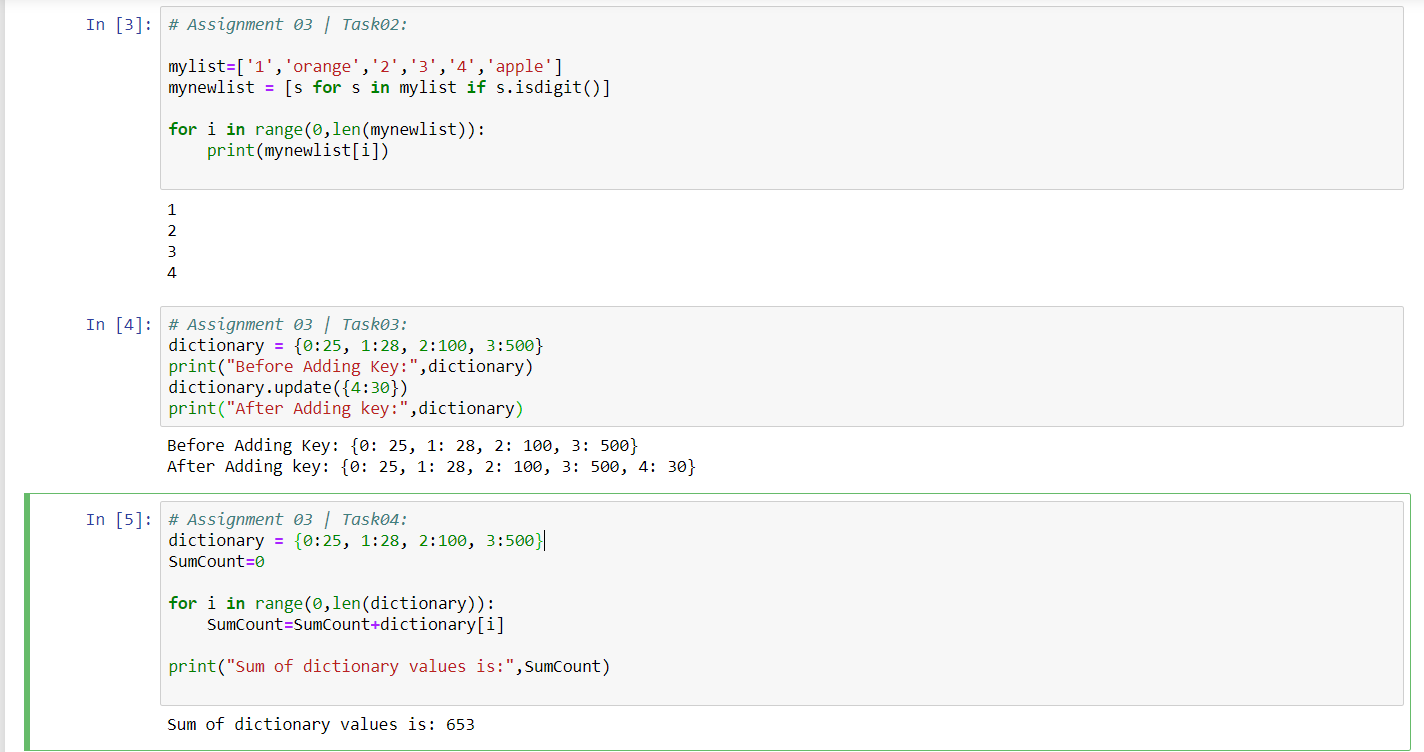 In [3]: # Assignment 03 | Task02:
mylist=['1','orange','2','3','4','apple']
mynewlist = [s for s in mylist if s.isdigit()]
for i in range(0,len(mynewlist)):
    print(mynewlist[i])
1
2
3
4
In [4]: # Assignment 03 | Task03:
dictionary = {0:25, 1:28, 2:100, 3:500}
print("Before Adding Key:",dictionary)
dictionary.update({4:30})
print("After Adding key:",dictionary)
Before Adding Key: {0: 25, 1: 28, 2: 100, 3: 500}
After Adding key: {0: 25, 1: 28, 2: 100, 3: 500, 4: 30}
In [5]: # Assignment 03 | Task04:
dictionary = {0:25, 1:28, 2:100, 3:500}
SumCount=0
for i in range(0,len(dictionary)):
    SumCount=SumCount+dictionary[i]
print("Sum of dictionary values is:",SumCount)
Sum of dictionary values is: 653